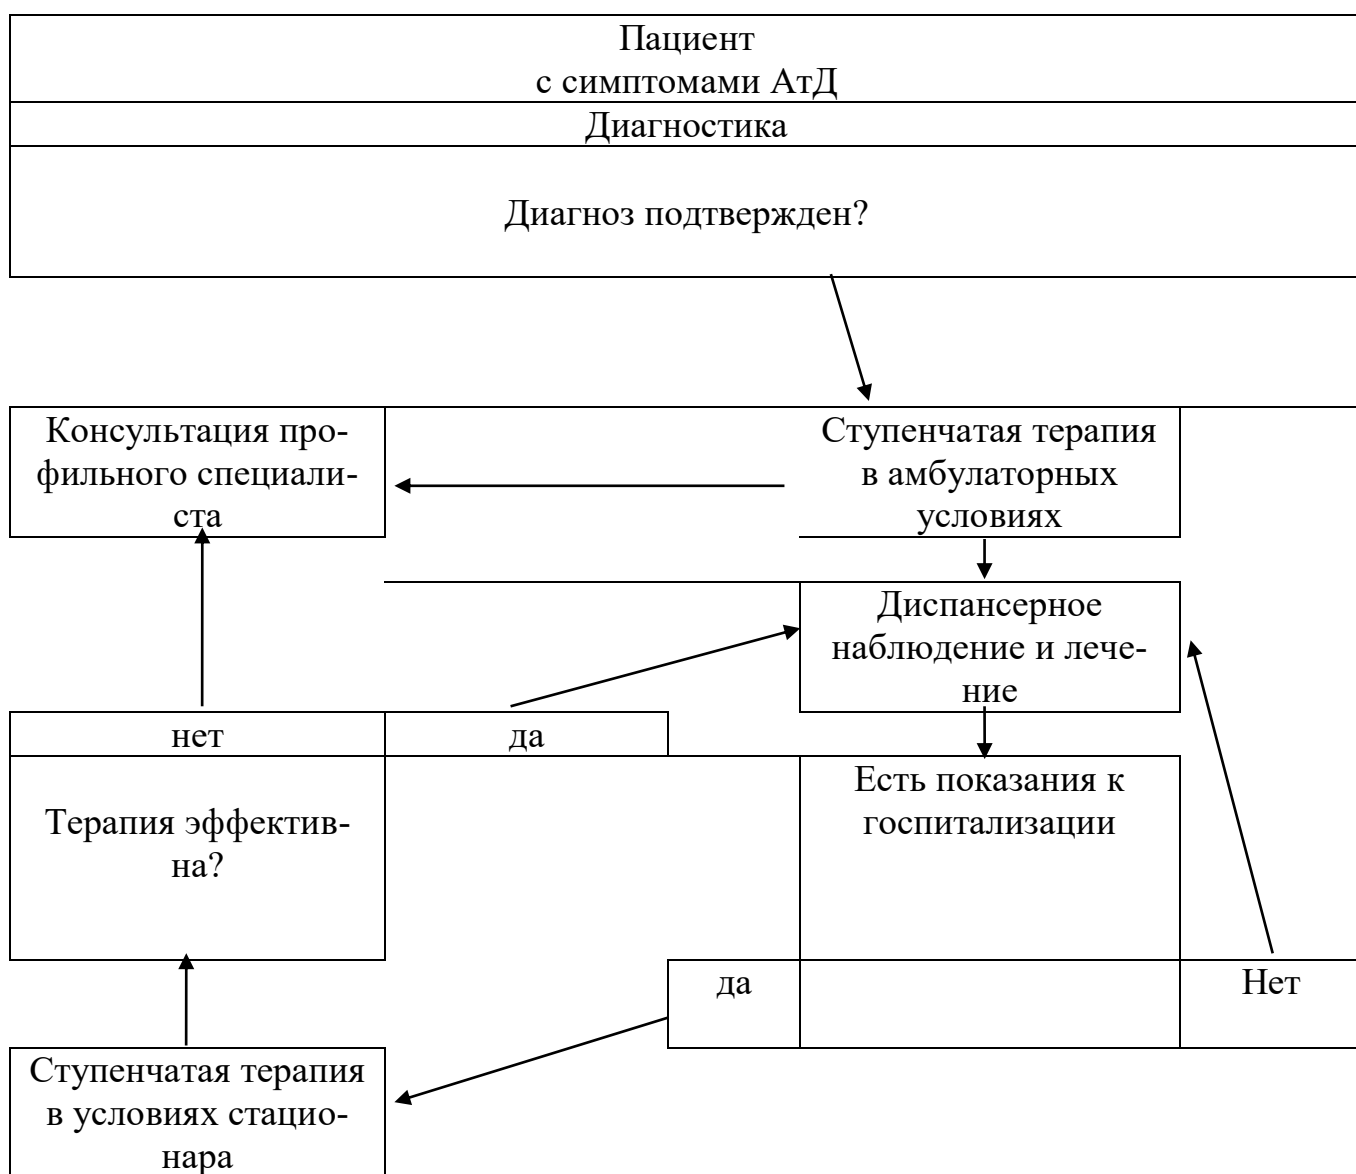 Пациент
с симптомами АтД
Диагностика
Диагноз подтвержден?
Консультация про-
фильного специали-
ста
Ступенчатая терапия
в амбулаторных
условиях
Диспансерное
наблюдение и лече-
ние
нет
да
Терапия эффектив-
на?
Есть показания к
госпитализации
да
Нет
Ступенчатая терапия
в условиях стацио-
нара